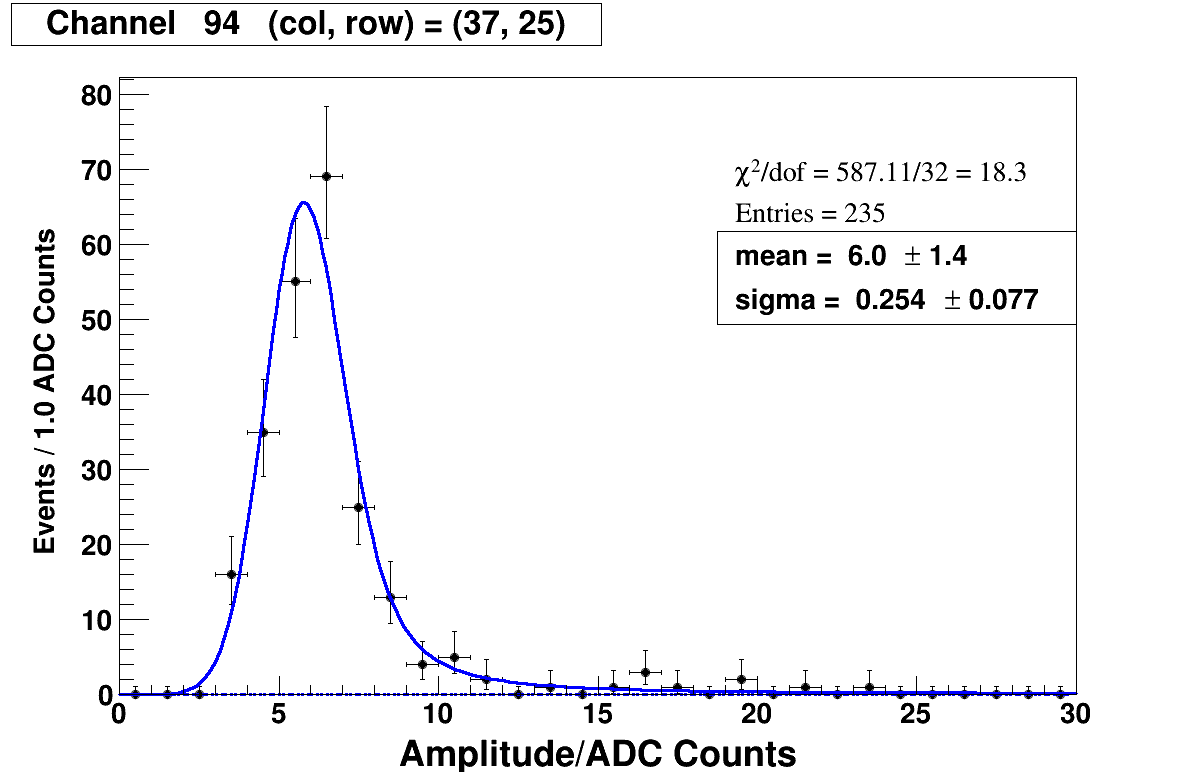 Channel 94 (col, row) = (37, 25)
80
70
60
50
40
30
20
10
0
Events / 1.0 ADC Counts
χ²/dof = 587.11/32 = 18.3
Entries = 235
mean = 6.0 ± 1.4
sigma = 0.254 ± 0.077
0 5 10 15 20 25 30
Amplitude/ADC Counts